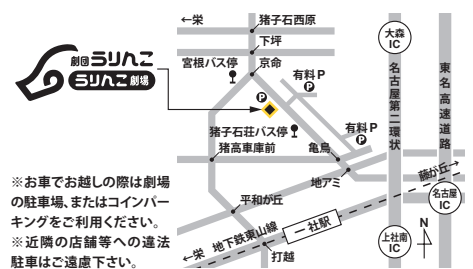 ←栄
猪子石西原
下坪
宮根バス停
京命
有料P
P
劇団うりんこ
うりんこ劇場
P
大森
IC
名古屋第二環状
東名高速道路
猪子石荘バス停
有料P
P
猪高車庫前
亀鳥
地アミ
藤が丘→
名古屋
IC
平和が丘
一社駅
←栄 地下鉄東山線
打越
上社南
IC
N
※お車でお越しの際は劇場
の駐車場、またはコインパー
キングをご利用ください。
※近隣の店舗等への違法
駐車はご遠慮下さい。